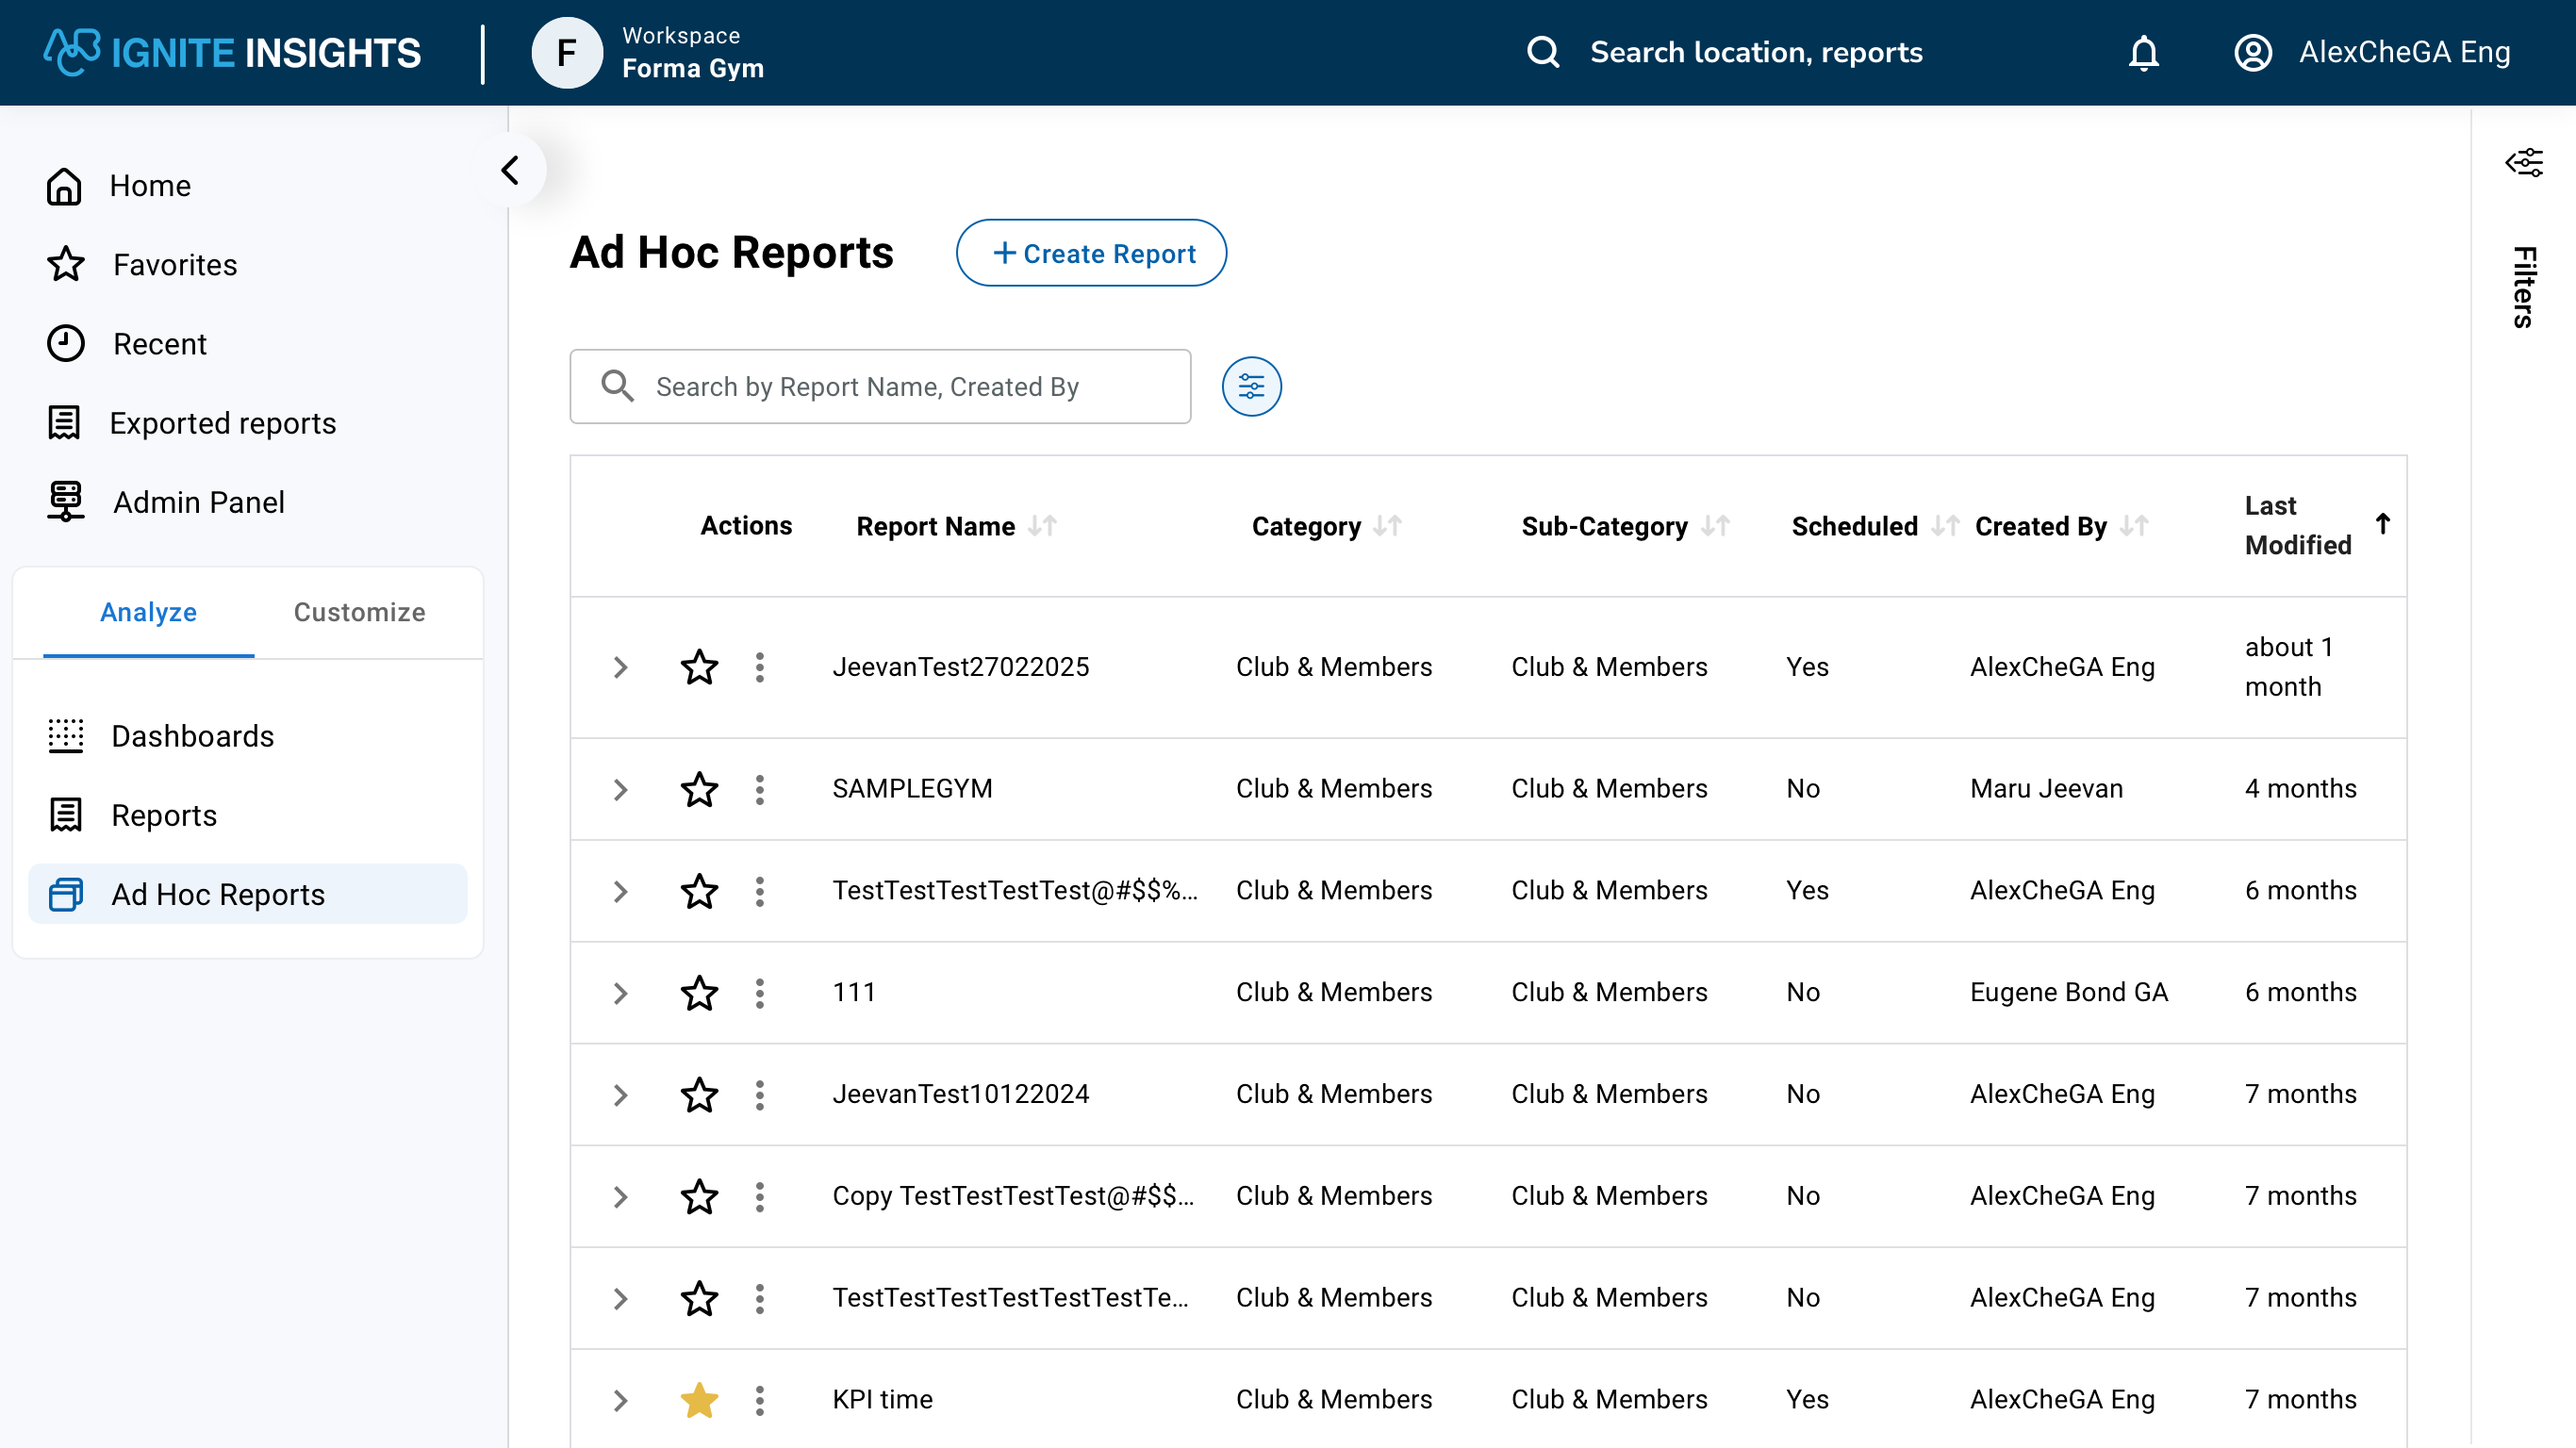 IGNITE INSIGHTS
F
Workspace
Forma Gym
Search location, reports
AlexCheGA Eng
Home
Favorites
Recent
Exported reports
Admin Panel
Analyze
Customize
Dashboards
Reports
Ad Hoc Reports
Ad Hoc Reports
+ Create Report
Search by Report Name, Created By
Filters
Actions Report Name Category Sub-Category Scheduled Created By Last Modified
JeevanTest27022025 Club & Members Club & Members Yes AlexCheGA Eng about 1 month
SAMPLEGYM Club & Members Club & Members No Maru Jeevan 4 months
TestTestTestTestTest@#$$%... Club & Members Club & Members Yes AlexCheGA Eng 6 months
111 Club & Members Club & Members No Eugene Bond GA 6 months
JeevanTest10122024 Club & Members Club & Members No AlexCheGA Eng 7 months
Copy TestTestTestTest@#$$... Club & Members Club & Members No AlexCheGA Eng 7 months
TestTestTestTestTestTestTe... Club & Members Club & Members No AlexCheGA Eng 7 months
KPI time Club & Members Club & Members Yes AlexCheGA Eng 7 months